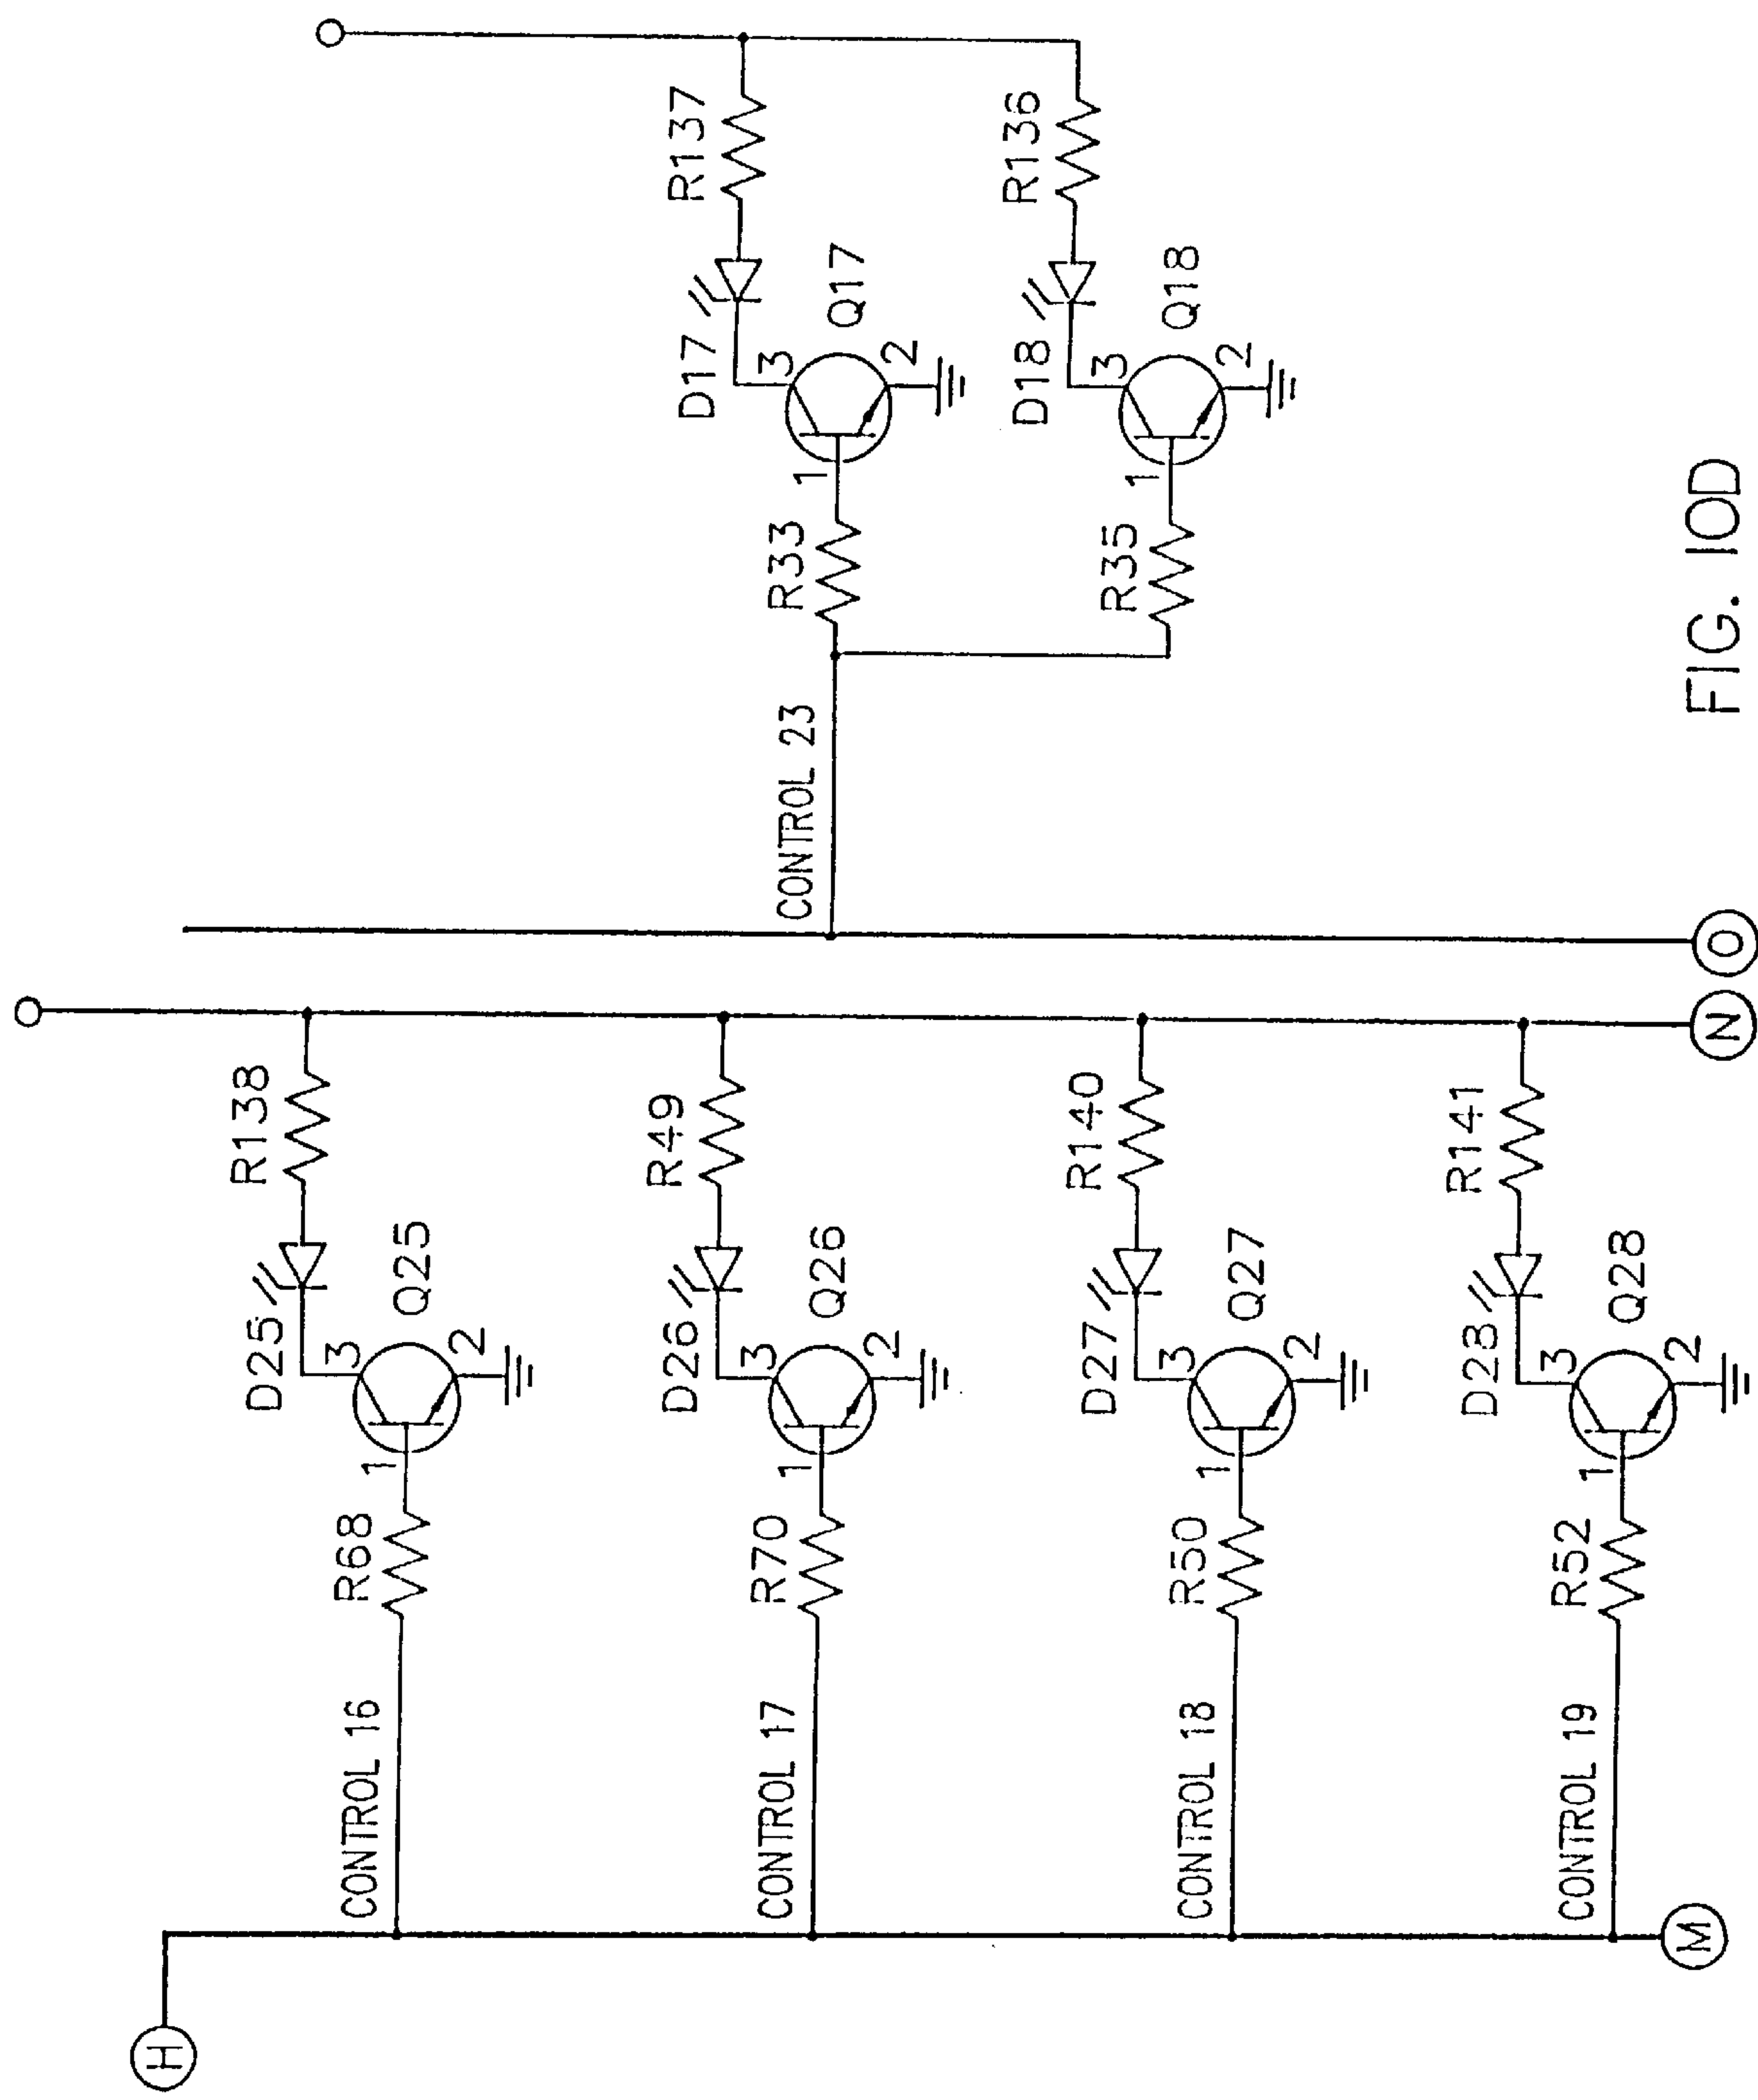 H
CONTROL 16
R68
1
D25
3
2
Q25
R138
CONTROL 17
R70
1
D26
3
2
Q26
R49
CONTROL 18
R50
1
D27
3
2
Q27
R140
CONTROL 19
R52
1
D28
3
2
Q28
R141
M
N
O
CONTROL 23
R33
1
D17
3
2
Q17
R137
R35
1
D18
3
2
Q18
R136
FIG. 10D